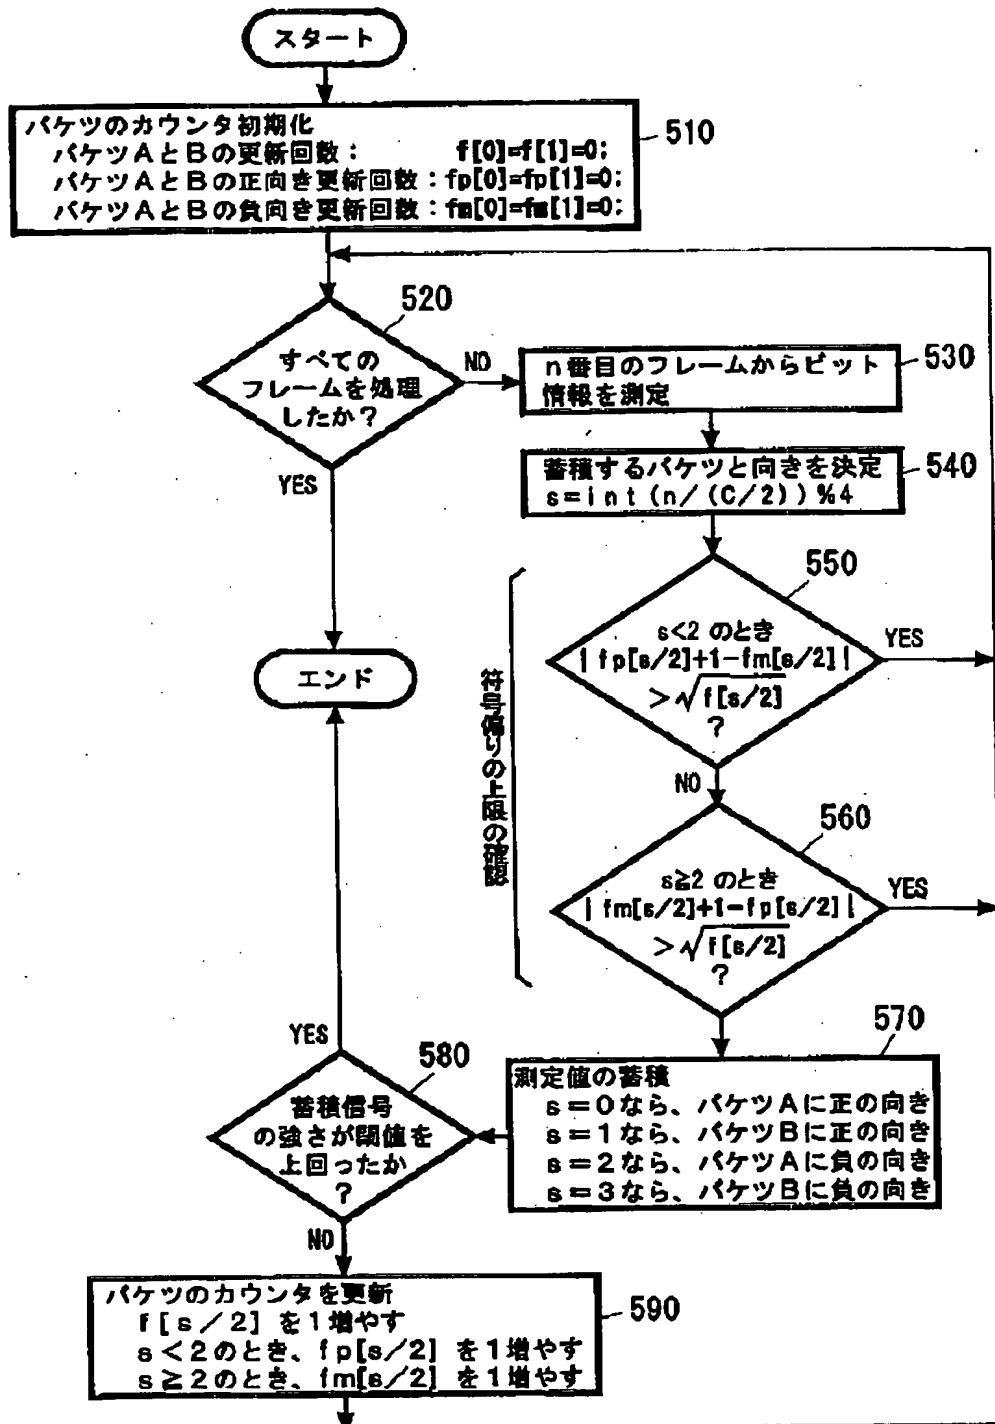 スタート
バケツのカウンタ初期化
バケツAとBの更新回数: f[0]=f[1]=0;
バケツAとBの正向き更新回数:fp[0]=fp[1]=0;
バケツAとBの負向き更新回数:fm[0]=fm[1]=0;
510
520
すべての
フレームを処理
したか?
NO
YES
n番目のフレームからビット
情報を測定
530
蓄積するバケツと向きを決定
s=int(n/(C/2))%4
540
符号偏りの上限の確認
550
s<2 のとき
|fp[s/2]+1-fm[s/2]|
>√f[s/2]
?
YES
NO
エンド
560
s≧2 のとき
|fm[s/2]+1-fp[s/2]|
>√f[s/2]
?
YES
570
測定値の蓄積
s=0なら、バケツAに正の向き
s=1なら、バケツBに正の向き
s=2なら、バケツAに負の向き
s=3なら、バケツBに負の向き
YES
580
蓄積信号
の強さが閾値を
上回ったか
?
NO
バケツのカウンタを更新
f[s/2] を1増やす
s<2のとき、fp[s/2] を1増やす
s≧2のとき、fm[s/2] を1増やす
590